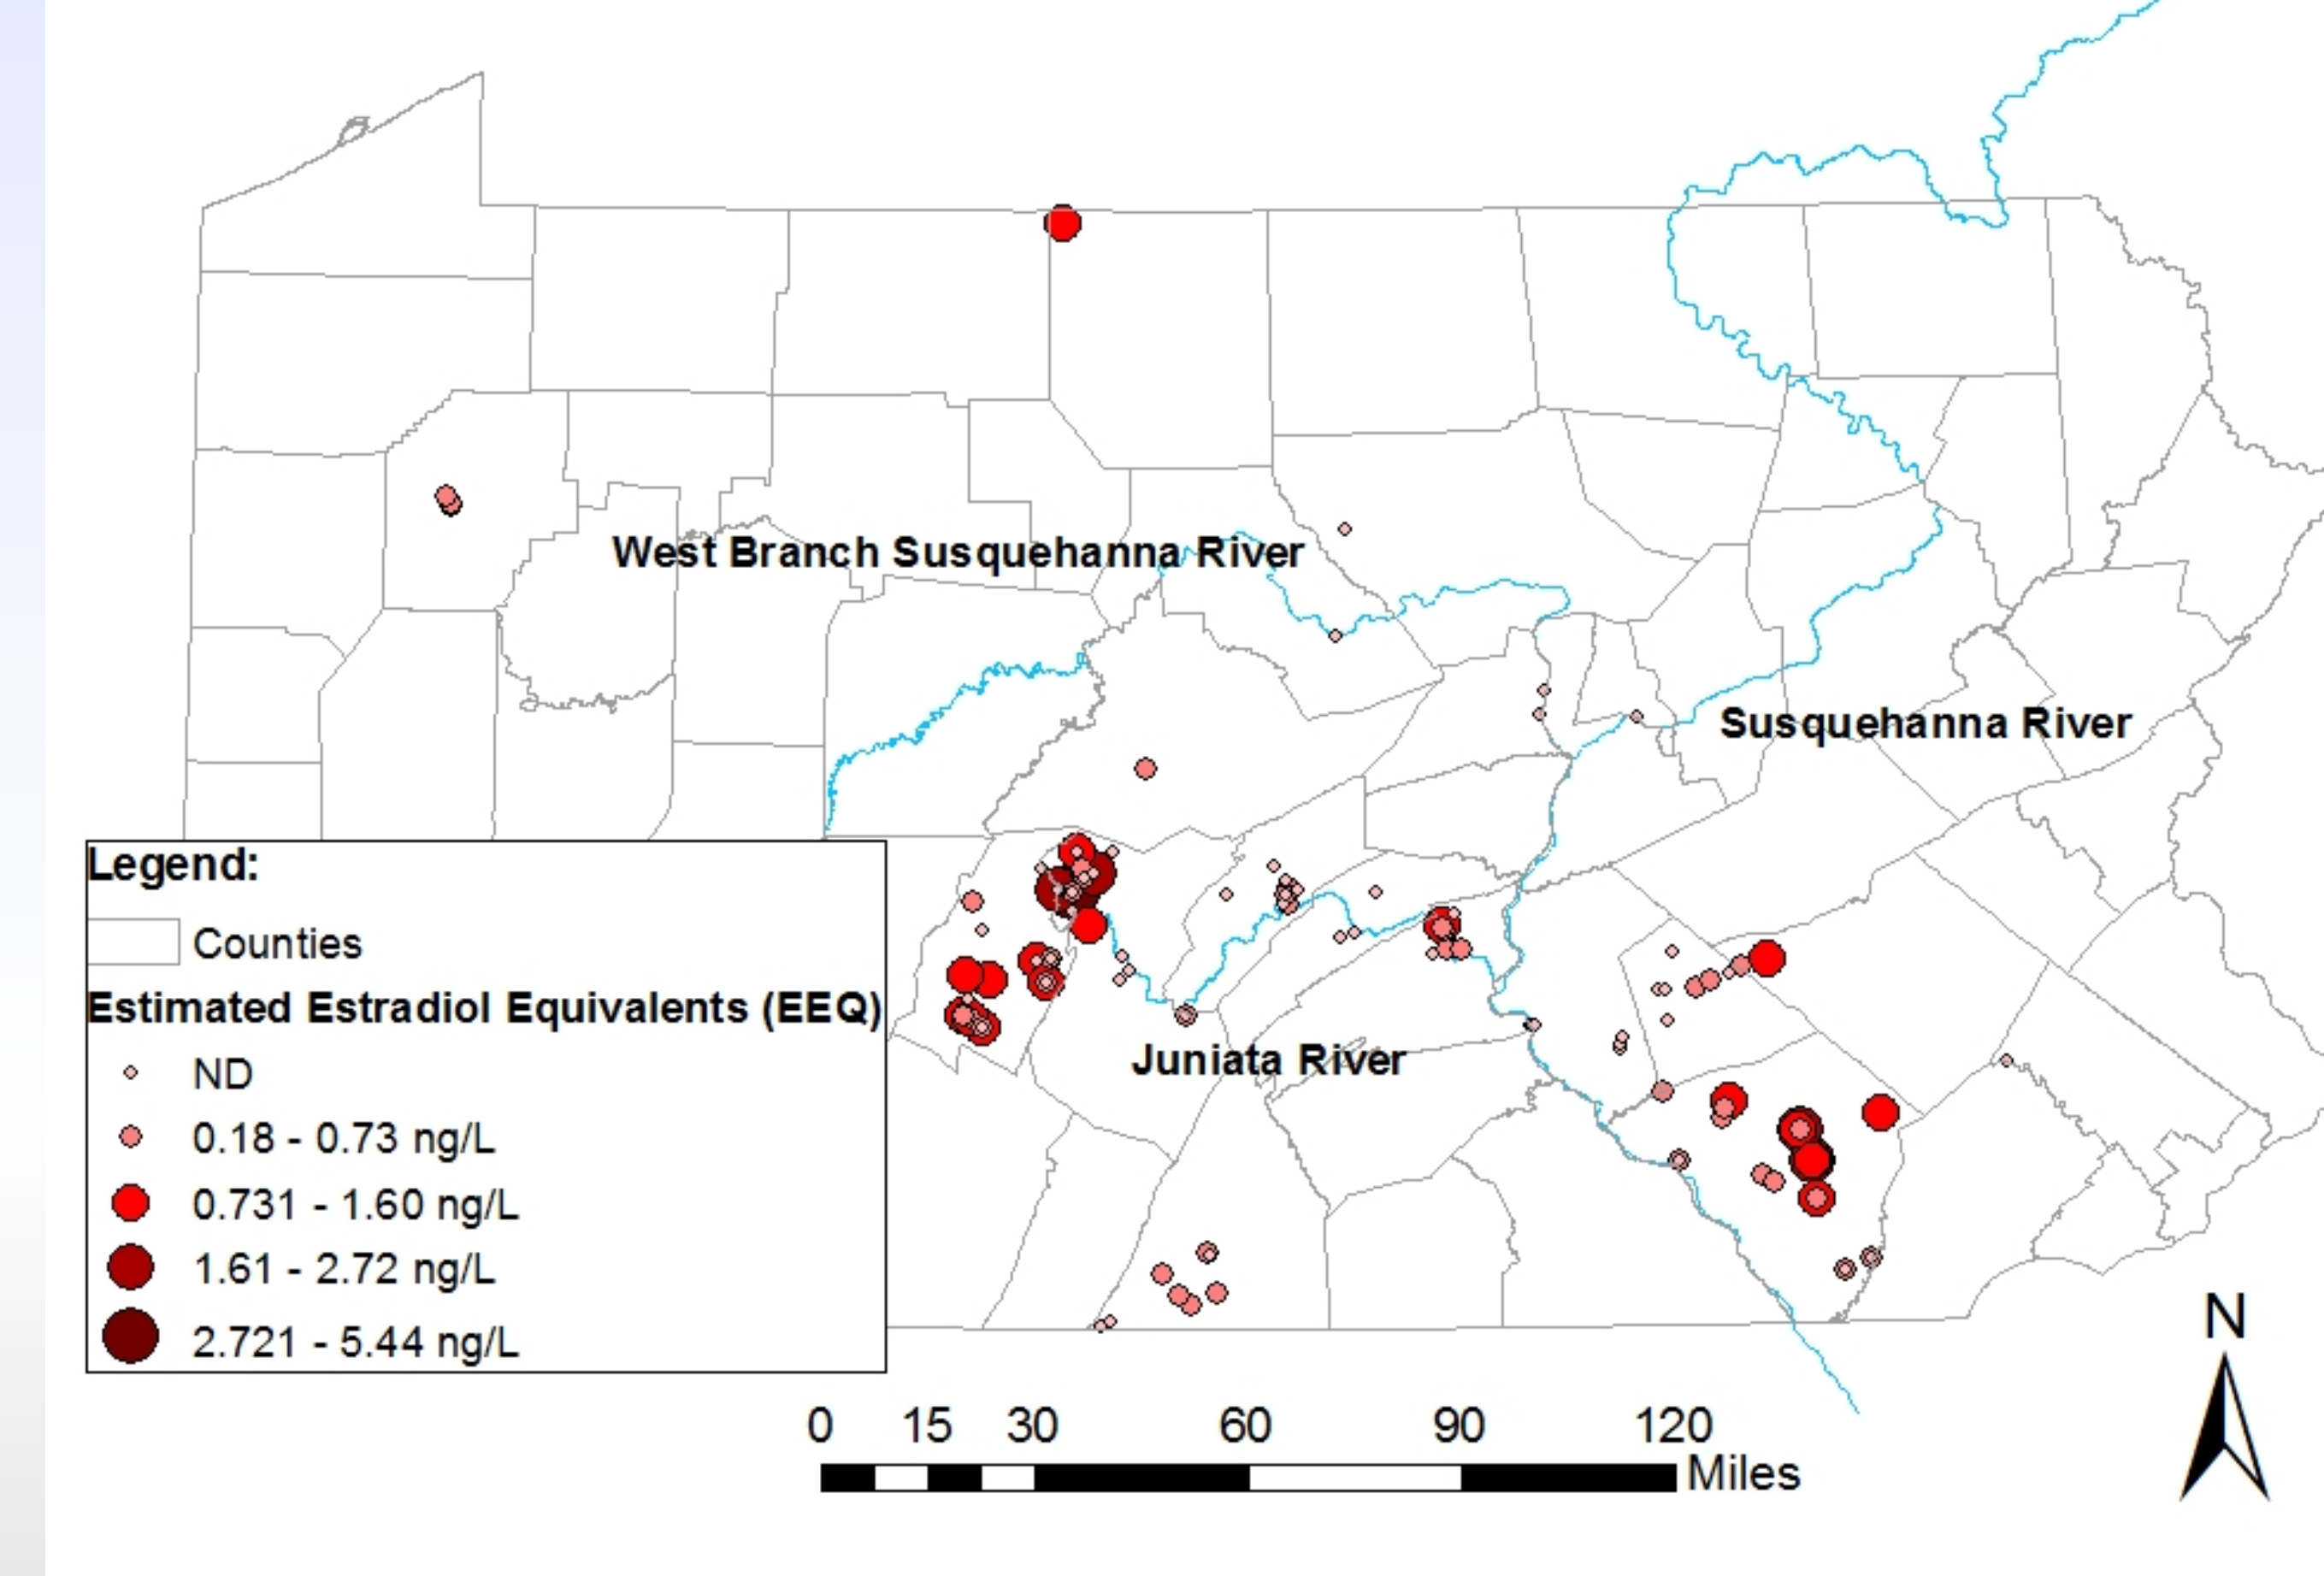 West Branch Susquehanna River
Susquehanna River
Legend:
Counties
Estimated Estradiol Equivalents (EEQ)
Juniata River
ND
0.18 - 0.73 ng/L
0.731 - 1.60 ng/L
1.61 - 2.72 ng/L
2.721 - 5.44 ng/L
N
0 15 30 60 90 120
Miles